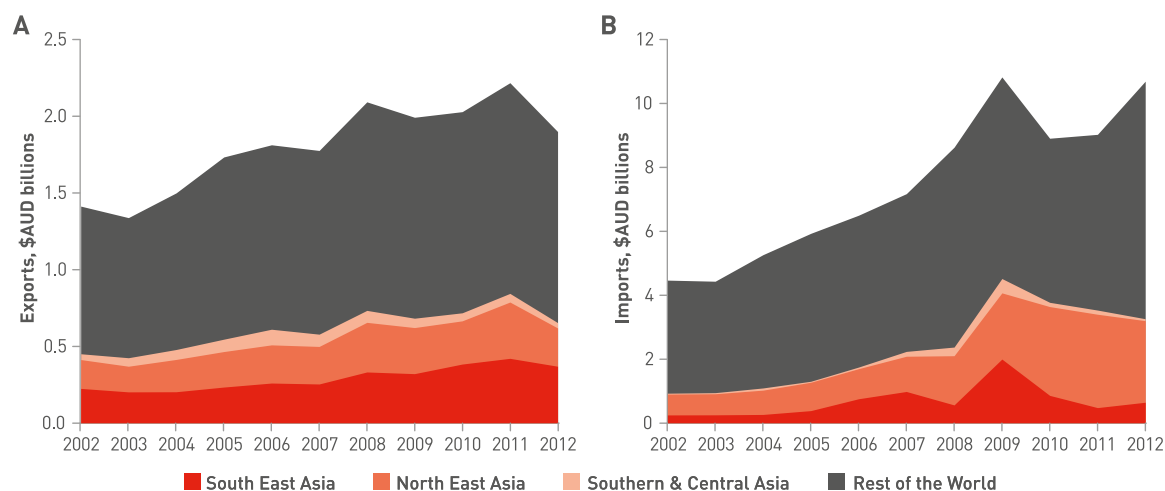 A
Exports, $AUD billions
2.5
2.0
1.5
1.0
0.5
0.0
2002 2003 2004 2005 2006 2007 2008 2009 2010 2011 2012
B
Imports, $AUD billions
12
10
8
6
4
2
0
2002 2003 2004 2005 2006 2007 2008 2009 2010 2011 2012
South East Asia North East Asia Southern & Central Asia Rest of the World